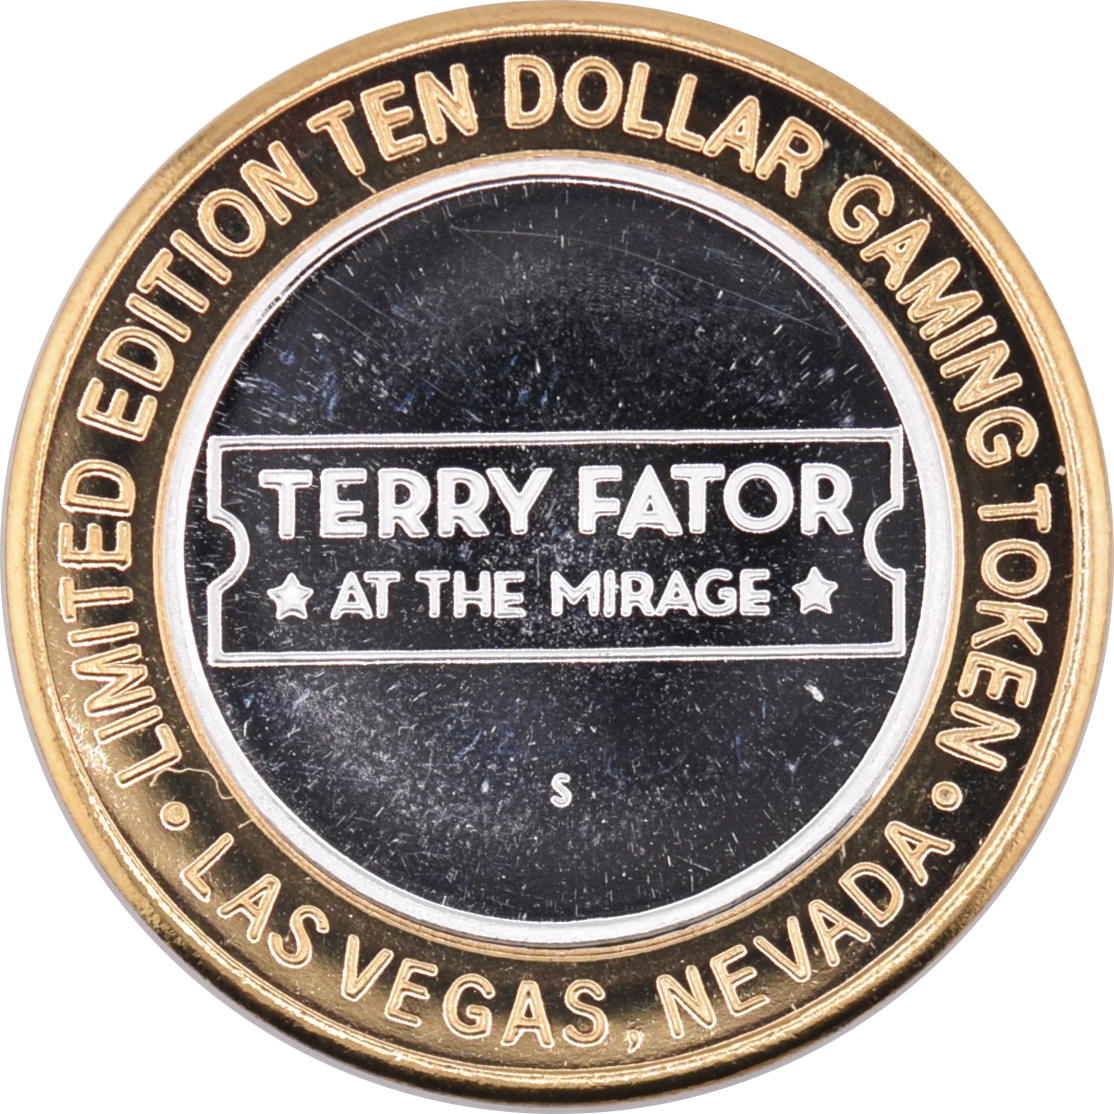 LIMITED EDITION TEN DOLLAR GAMING TOKEN
TERRY FATOR
★ AT THE MIRAGE ★
S
• LAS VEGAS, NEVADA •